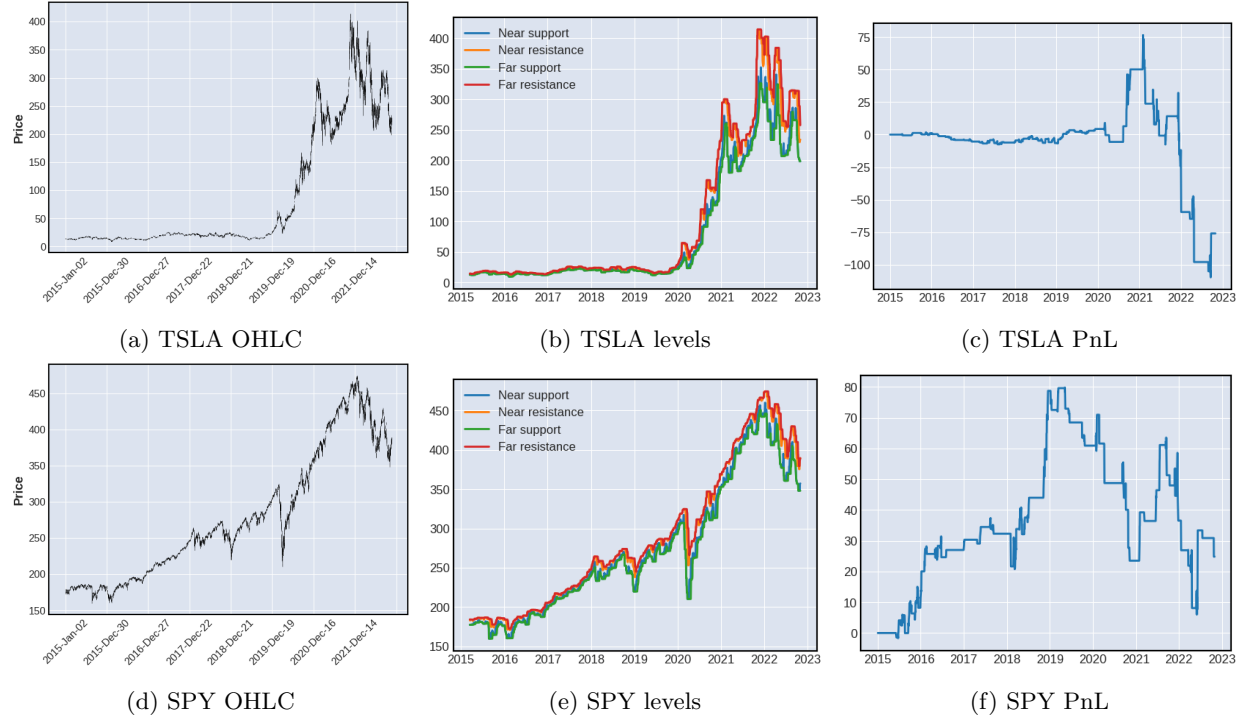 Price
400
350
300
250
200
150
100
50
0
2015-Jan-02
2015-Dec-30
2016-Dec-27
2017-Dec-22
2018-Dec-21
2019-Dec-19
2020-Dec-16
2021-Dec-14
(a) TSLA OHLC
Near support
Near resistance
Far support
Far resistance
400
350
300
250
200
150
100
50
0
2015 2016 2017 2018 2019 2020 2021 2022 2023
(b) TSLA levels
75
50
25
0
−25
−50
−75
−100
2015 2016 2017 2018 2019 2020 2021 2022 2023
(c) TSLA PnL
Price
450
400
350
300
250
200
150
2015-Jan-02
2015-Dec-30
2016-Dec-27
2017-Dec-22
2018-Dec-21
2019-Dec-19
2020-Dec-16
2021-Dec-14
(d) SPY OHLC
Near support
Near resistance
Far support
Far resistance
450
400
350
300
250
200
150
2015 2016 2017 2018 2019 2020 2021 2022 2023
(e) SPY levels
80
70
60
50
40
30
20
10
0
2015 2016 2017 2018 2019 2020 2021 2022 2023
(f) SPY PnL